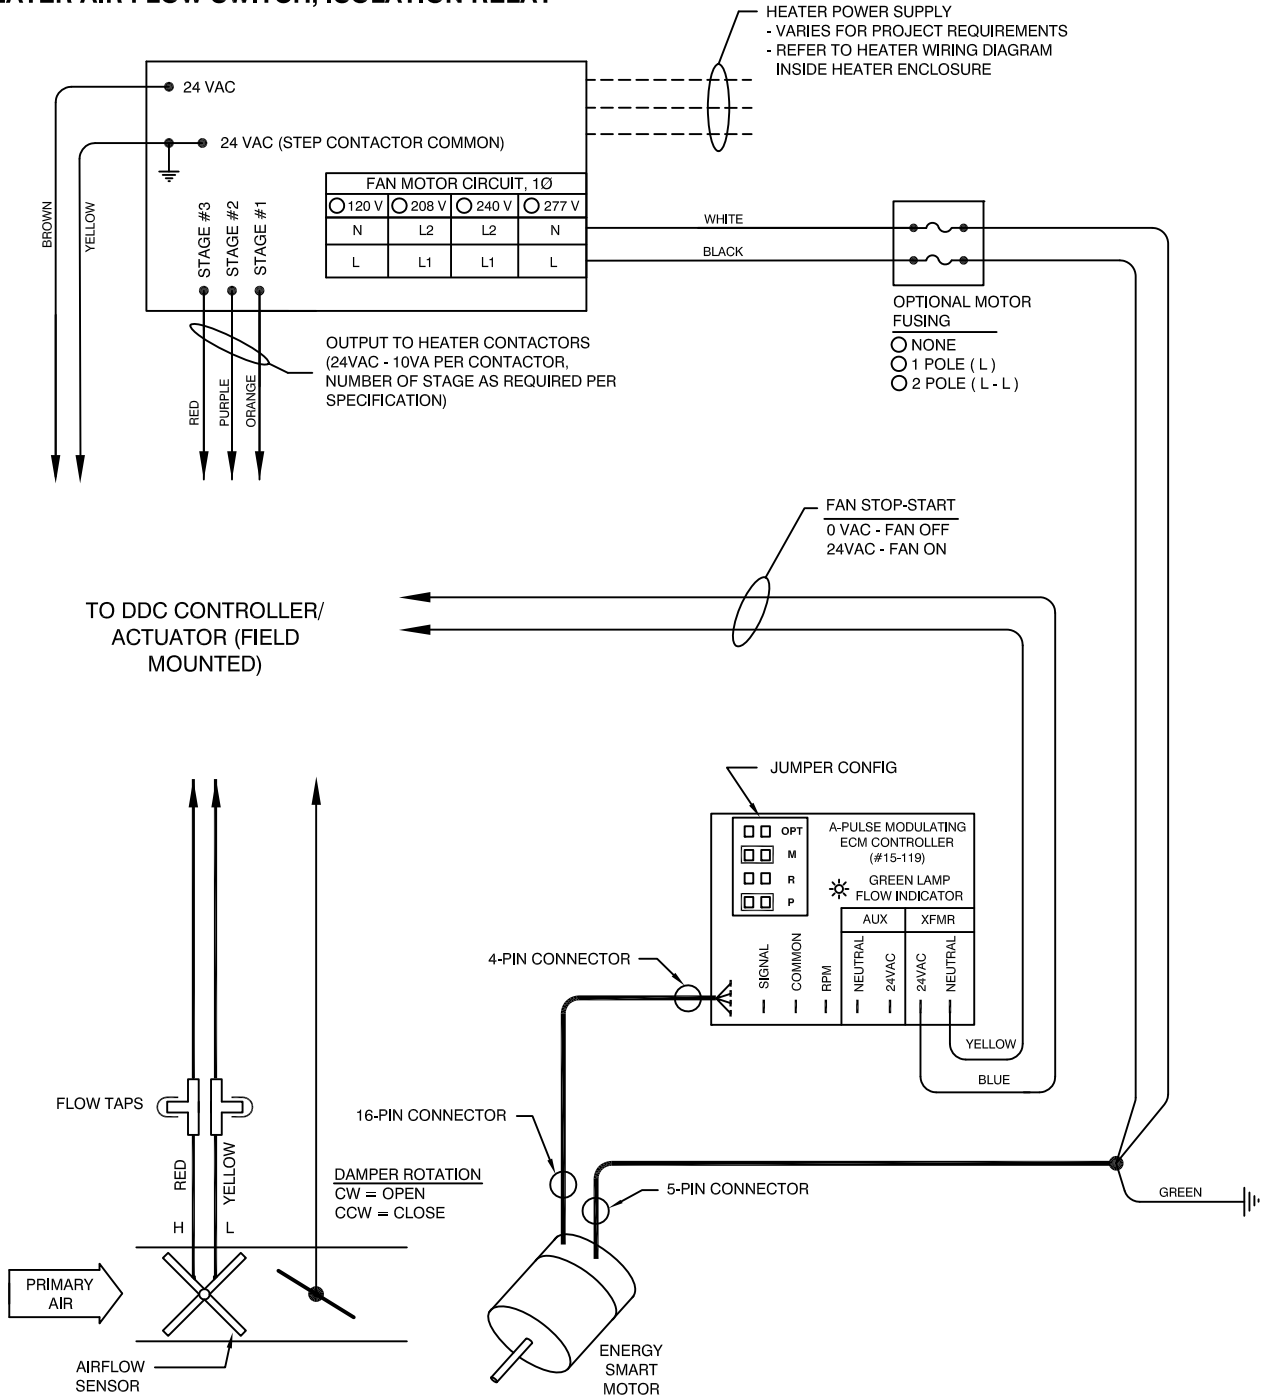 HEATER POWER SUPPLY
- VARIES FOR PROJECT REQUIREMENTS
- REFER TO HEATER WIRING DIAGRAM
INSIDE HEATER ENCLOSURE
24 VAC
24 VAC (STEP CONTACTOR COMMON)
BROWN
YELLOW
STAGE #3
STAGE #2
STAGE #1
FAN MOTOR CIRCUIT, 1Ø
120 V 208 V 240 V 277 V
N L2 L2 N
L L1 L1 L
WHITE
BLACK
OPTIONAL MOTOR
FUSING
NONE
1 POLE ( L )
2 POLE ( L - L )
OUTPUT TO HEATER CONTACTORS
(24VAC - 10VA PER CONTACTOR,
NUMBER OF STAGE AS REQUIRED PER
SPECIFICATION)
RED
PURPLE
ORANGE
FAN STOP-START
0 VAC - FAN OFF
24VAC - FAN ON
TO DDC CONTROLLER/
ACTUATOR (FIELD
MOUNTED)
JUMPER CONFIG
OPT
M
R
P
A-PULSE MODULATING
ECM CONTROLLER
(#15-119)
GREEN LAMP
FLOW INDICATOR
AUX XFMR
SIGNAL
COMMON
RPM
NEUTRAL
24VAC
24VAC
NEUTRAL
4-PIN CONNECTOR
YELLOW
BLUE
FLOW TAPS
16-PIN CONNECTOR
RED
YELLOW
DAMPER ROTATION
CW = OPEN
CCW = CLOSE
5-PIN CONNECTOR
GREEN
H L
PRIMARY
AIR
AIRFLOW
SENSOR
ENERGY
SMART
MOTOR